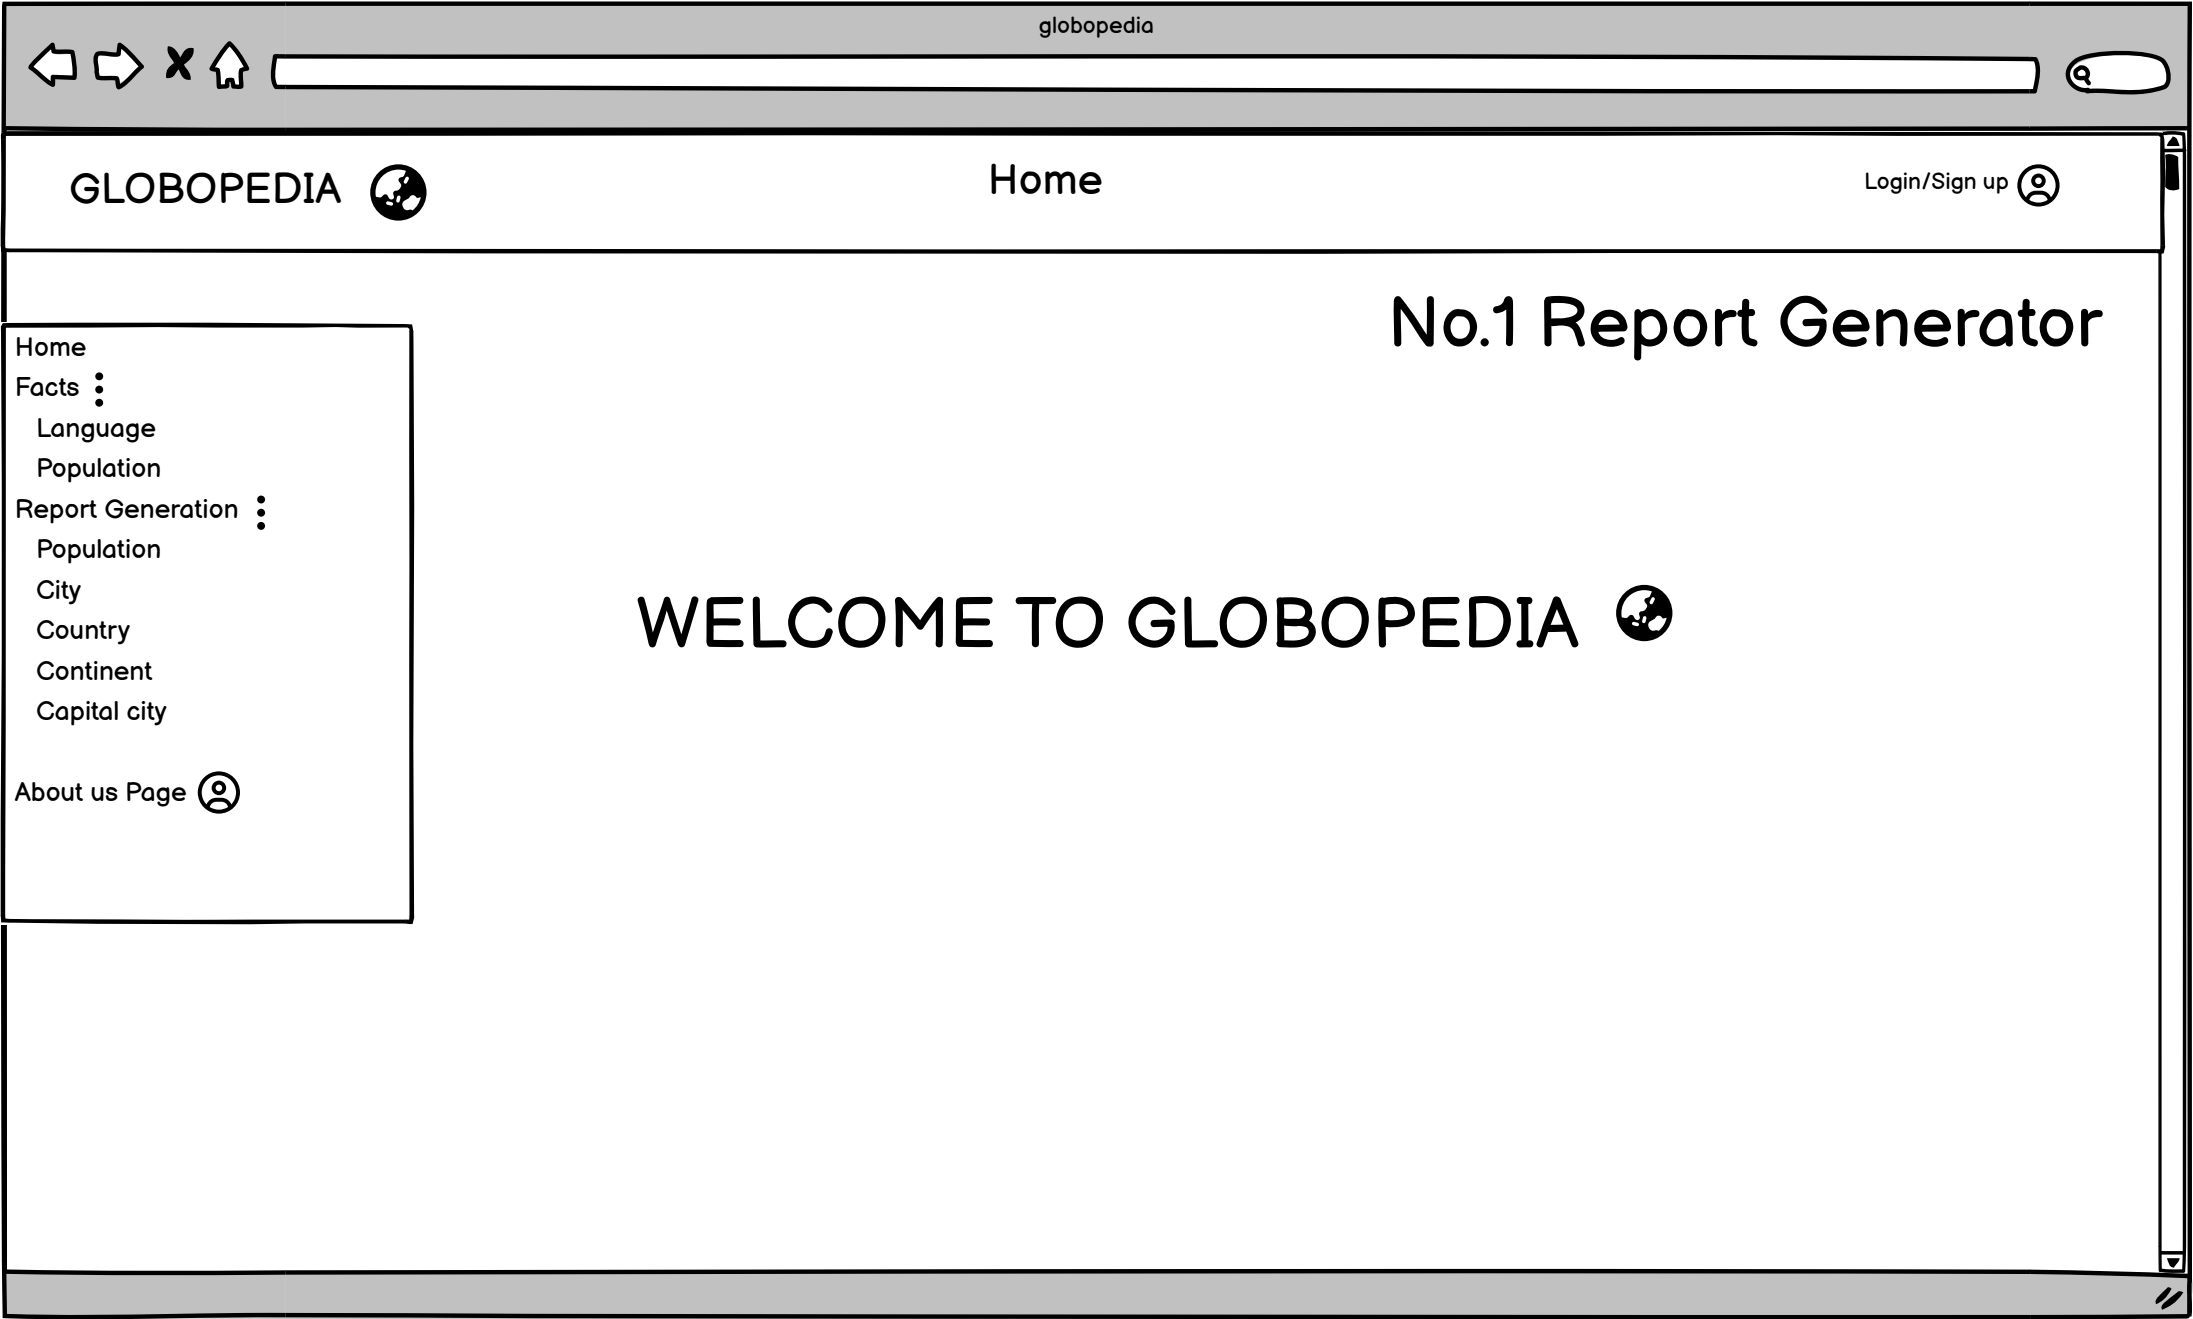 globopedia
GLOBOPEDIA
Home
Login/Sign up
No.1 Report Generator
Home
Facts
Language
Population
Report Generation
Population
City
Country
Continent
Capital city
About us Page
WELCOME TO GLOBOPEDIA